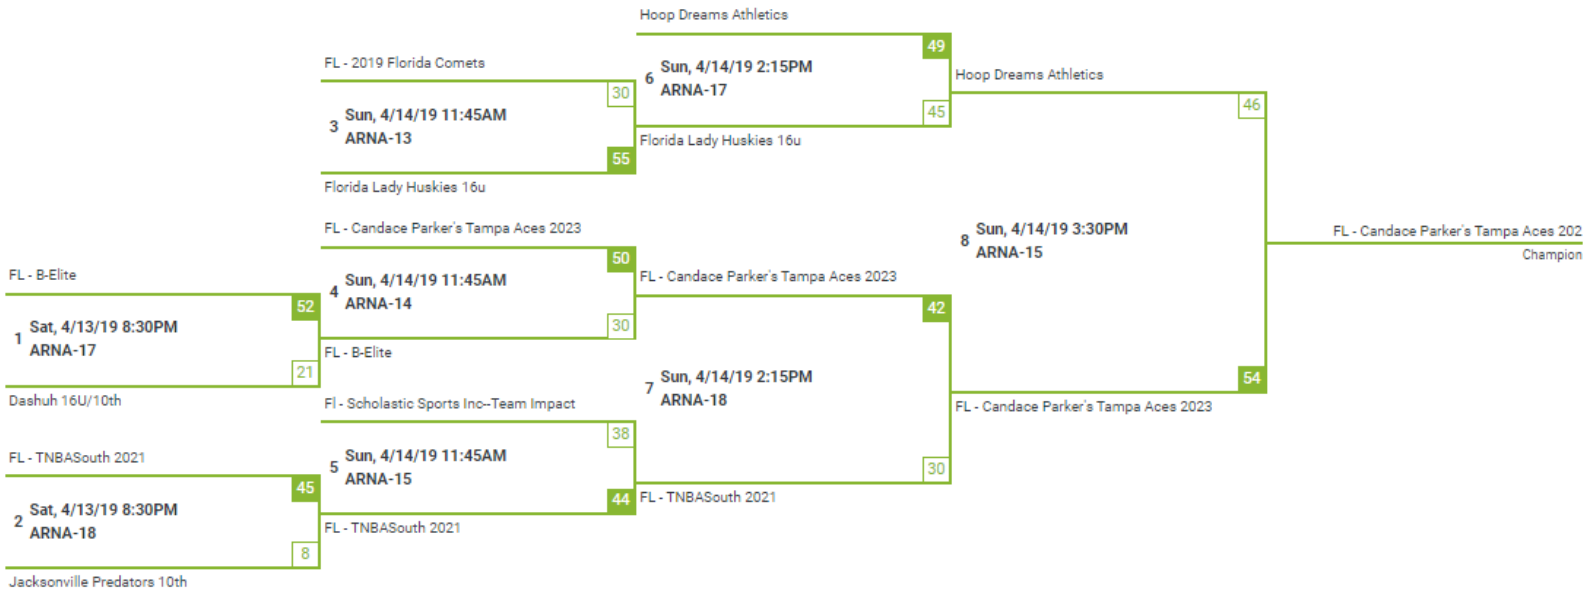 Hoop Dreams Athletics
49
6 Sun, 4/14/19 2:15PM
ARNA-17
45
Florida Lady Huskies 16u
FL - 2019 Florida Comets
30
3 Sun, 4/14/19 11:45AM
ARNA-13
55
Florida Lady Huskies 16u
Hoop Dreams Athletics
46
8 Sun, 4/14/19 3:30PM
ARNA-15
54
FL - Candace Parker's Tampa Aces 2023
FL - Candace Parker's Tampa Aces 202
Champion
FL - Candace Parker's Tampa Aces 2023
50
4 Sun, 4/14/19 11:45AM
ARNA-14
30
FL - B-Elite
FL - Candace Parker's Tampa Aces 2023
42
7 Sun, 4/14/19 2:15PM
ARNA-18
30
FL - TNBASouth 2021
FL - B-Elite
52
1 Sat, 4/13/19 8:30PM
ARNA-17
21
Dashuh 16U/10th
Fl - Scholastic Sports Inc--Team Impact
38
5 Sun, 4/14/19 11:45AM
ARNA-15
44
FL - TNBASouth 2021
FL - TNBASouth 2021
45
2 Sat, 4/13/19 8:30PM
ARNA-18
8
Jacksonville Predators 10th